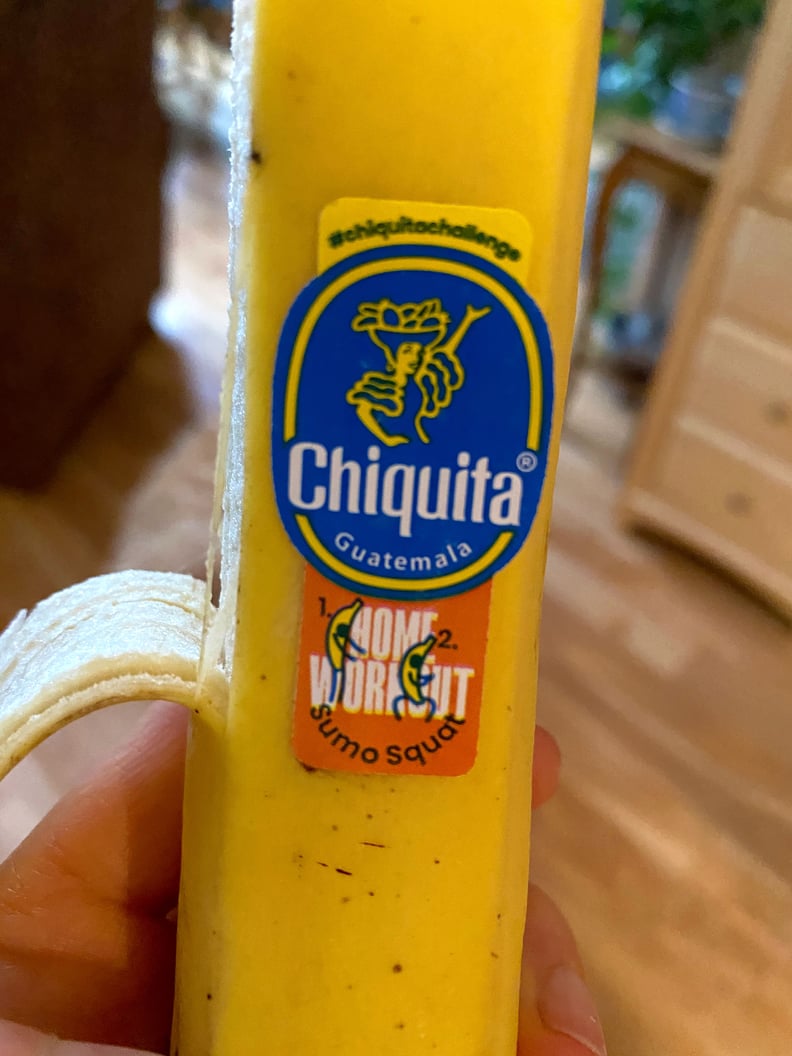 #chiquitachallenge
Chiquita®
Guatemala
1. HOME 2.
WORKOUT
Sumo Squat